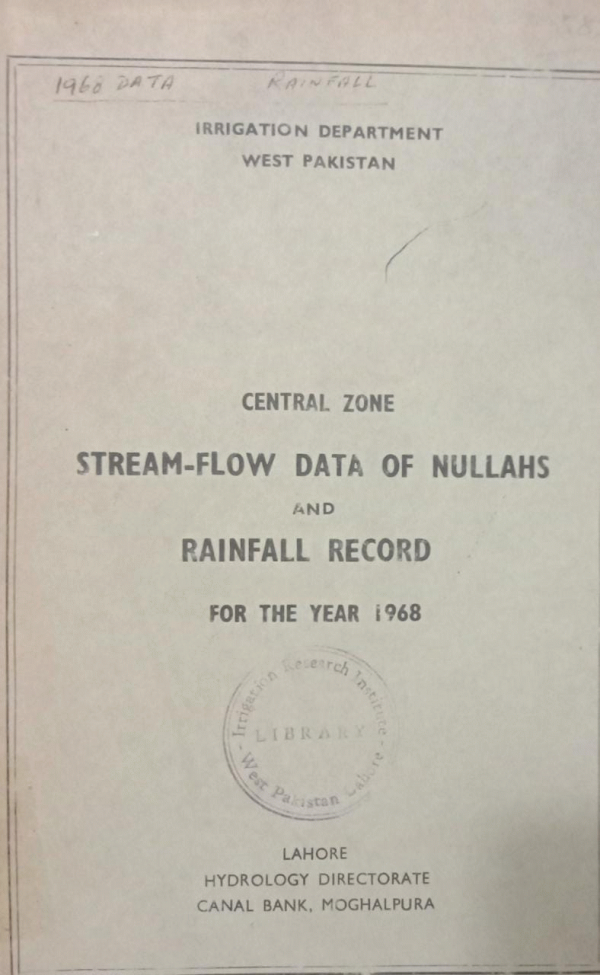 1968 DATA RAINFALL
IRRIGATION DEPARTMENT
WEST PAKISTAN
CENTRAL ZONE
STREAM-FLOW DATA OF NULLAHS
AND
RAINFALL RECORD
FOR THE YEAR 1968
Irrigation Research Institute
LIBRARY
- West Pakistan Lahore -
LAHORE
HYDROLOGY DIRECTORATE
CANAL BANK, MOGHALPURA